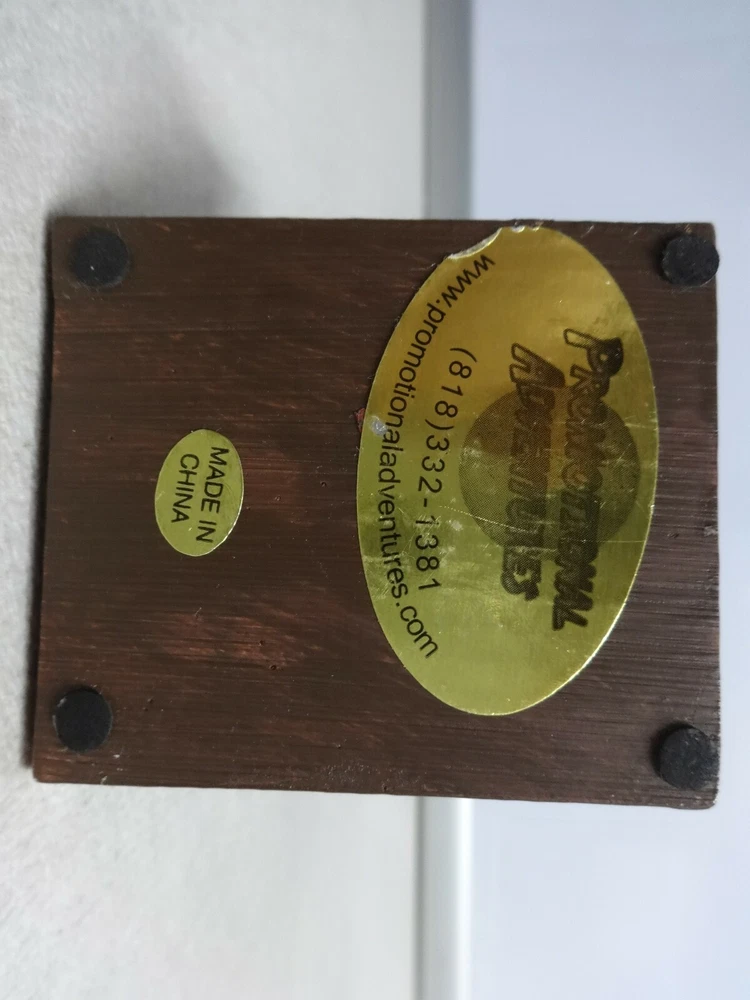 PROMOTIONAL
ADVENTURES
(818)332-1381
www.promotionaladventures.com
MADE IN
CHINA